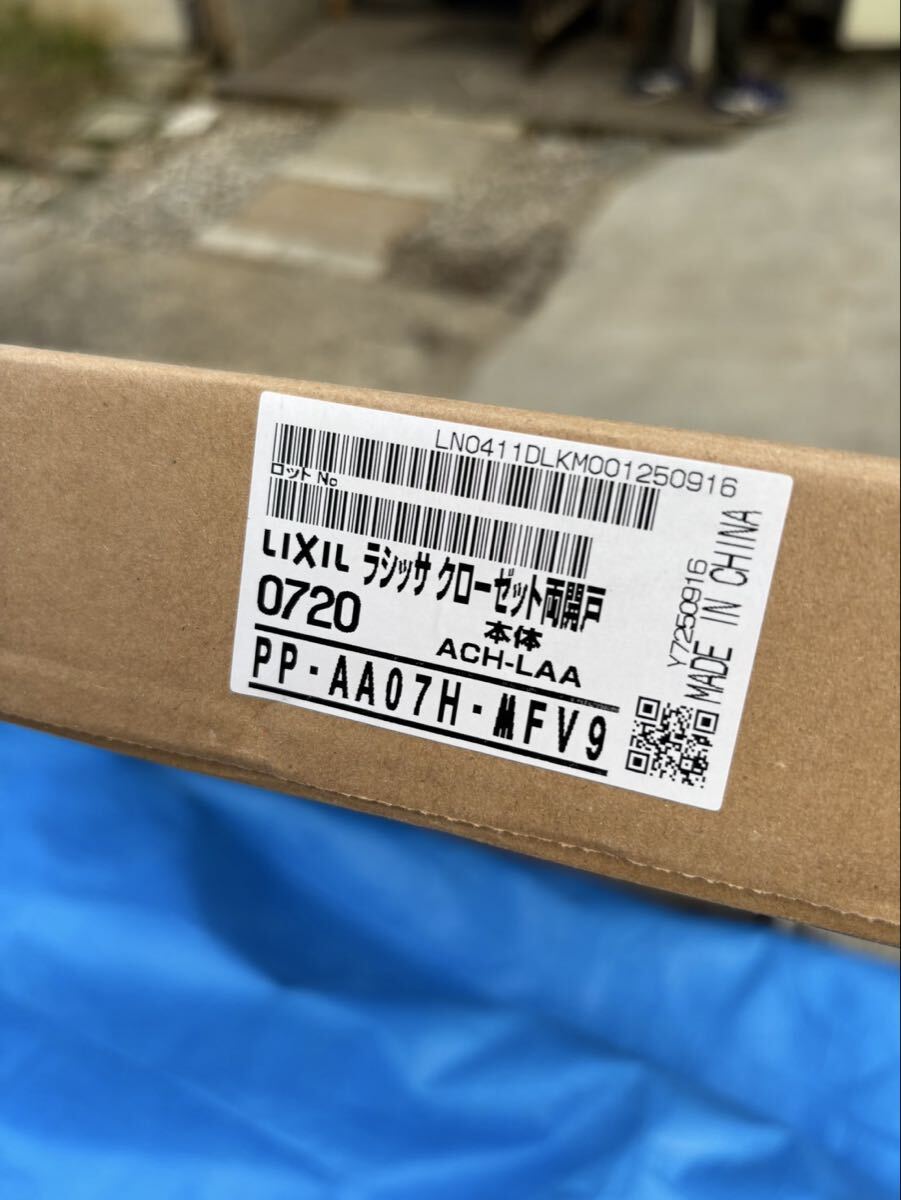 LN0411DLKM001250916
ロット No
LIXIL ラシッサ クローゼット両開戸
0720 本体
ACH-LAA
PP-AA07H-MFV9
Y7250916
MADE IN CHINA